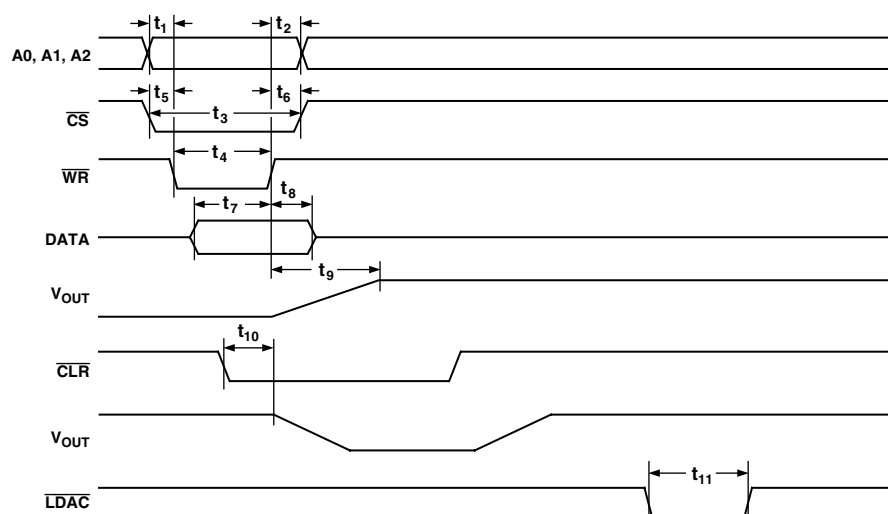 t1 t2
A0, A1, A2
t5 t6
t3
CS
t4
WR
t7 t8
DATA
t9
VOUT
t10
CLR
VOUT
t11
LDAC